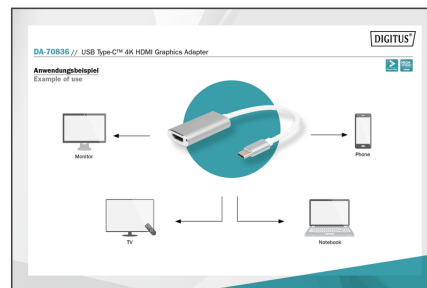 DIGITUS®
DA-70836 // USB Type-C™ 4K HDMI Graphics Adapter
Anwendungsbeispiel
Example of use
Monitor
Phone
TV
Notebook